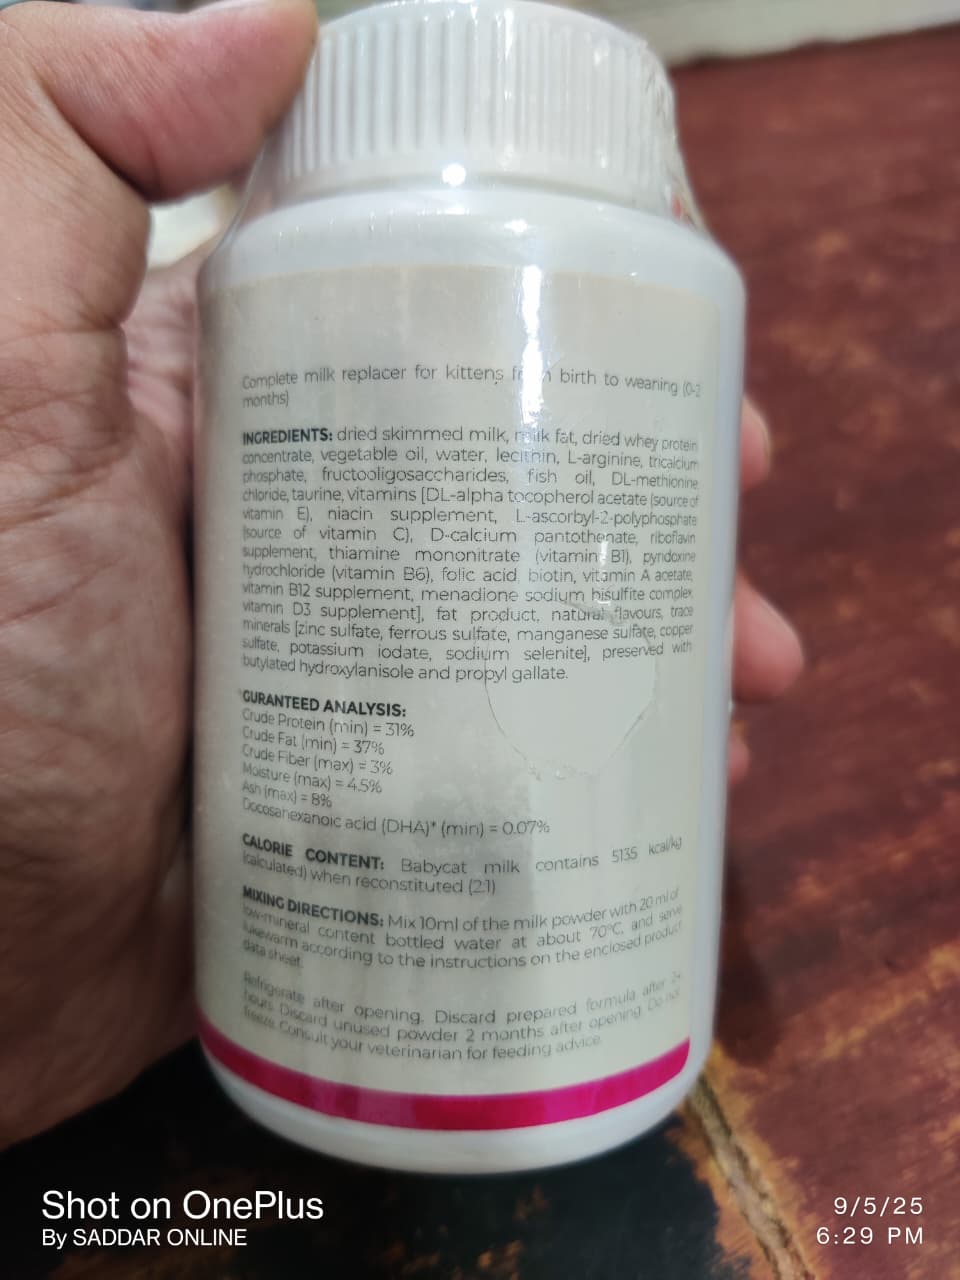 Complete milk replacer for kittens birth to weaning (0-2
months)
INGREDIENTS: dried skimmed milk, milk fat, dried whey protein
concentrate, vegetable oil, water, lecithin, L-arginine, tricalcium
phosphate, fructooligosaccharides, fish oil, DL-methionine
chloride, taurine, vitamins [DL-alpha tocopherol acetate (source of
vitamin E), niacin supplement, L-ascorbyl-2-polyphosphate
(source of vitamin C), D-calcium pantothenate, riboflavin
supplement, thiamine mononitrate (vitamin B1), pyridoxine
hydrochloride (vitamin B6), folic acid, biotin, vitamin A acetate,
vitamin B12 supplement, menadione sodium bisulfite complex,
vitamin D3 supplement], fat product, natural flavours, trace
minerals [zinc sulfate, ferrous sulfate, manganese sulfate, copper
sulfate, potassium iodate, sodium selenite], preserved with
butylated hydroxylanisole and propyl gallate.
GURANTEED ANALYSIS:
Crude Protein (min) = 31%
Crude Fat (min) = 37%
Crude Fiber (max) = 3%
Moisture (max) = 4.5%
Ash (max) = 8%
Docosahexanoic acid (DHA)* (min) = 0.07%
CALORIE CONTENT: Babycat milk contains 5135 kcal/kg
(calculated) when reconstituted (2:1)
MIXING DIRECTIONS: Mix 10ml of the milk powder with 20 ml of
low-mineral content bottled water at about 70°C, and serve
lukewarm according to the instructions on the enclosed product
data sheet.
Refrigerate after opening. Discard prepared formula after
hours. Discard unused powder 2 months after opening. Do not
freeze. Consult your veterinarian for feeding advice.
Shot on OnePlus
By SADDAR ONLINE
9/5/25
6:29 PM